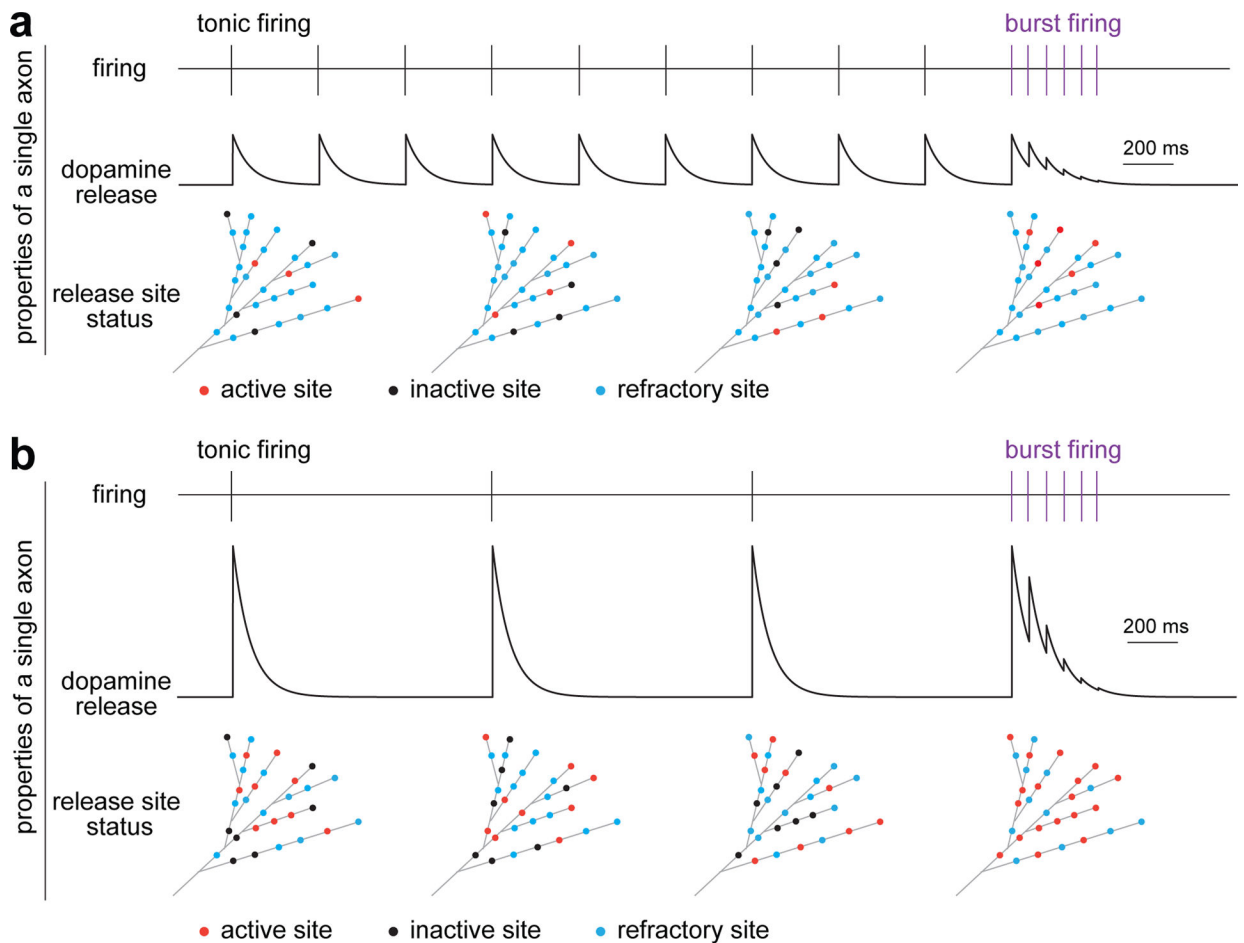 a
tonic firing
burst firing
firing
properties of a single axon
200 ms
dopamine
release
release site
status
active site
inactive site
refractory site
b
tonic firing
burst firing
firing
properties of a single axon
200 ms
dopamine
release
release site
status
active site
inactive site
refractory site